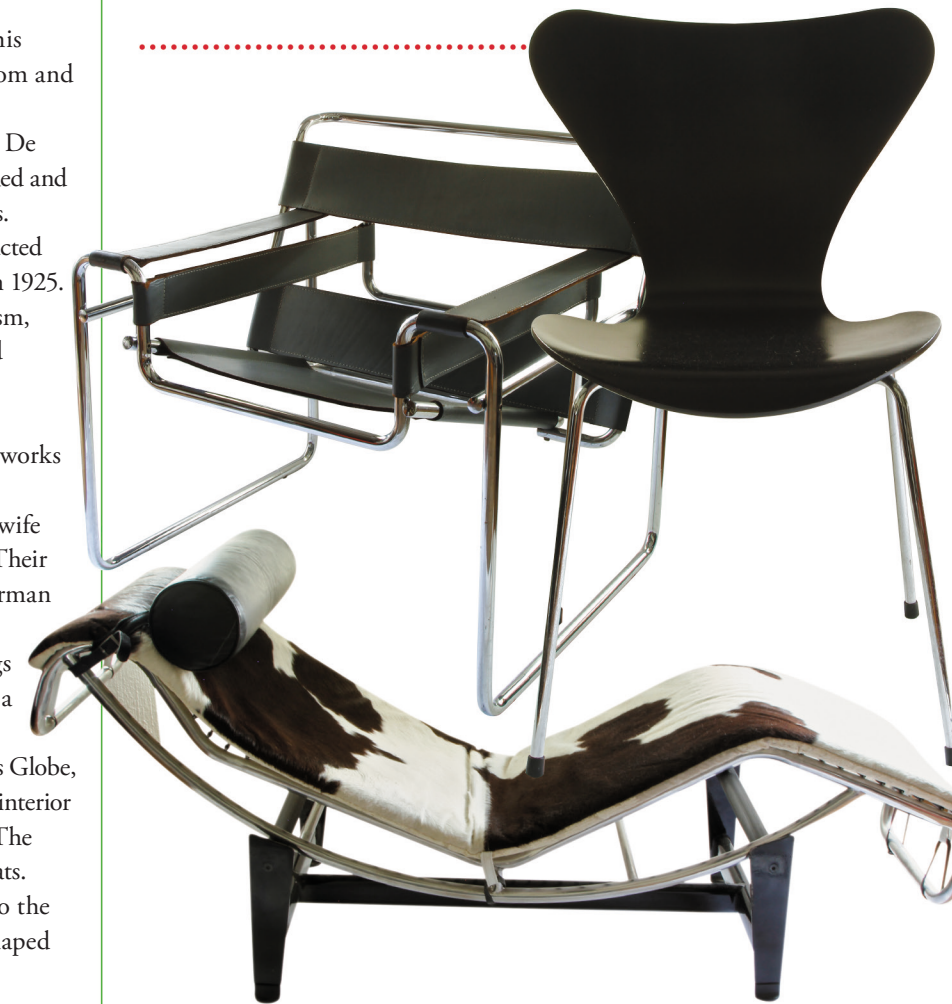 his
om and
De
ed and
s.
cted
n 1925.
sm,
l
works
wife
Their
rman
gs
a
s Globe,
interior
The
ats.
o the
aped